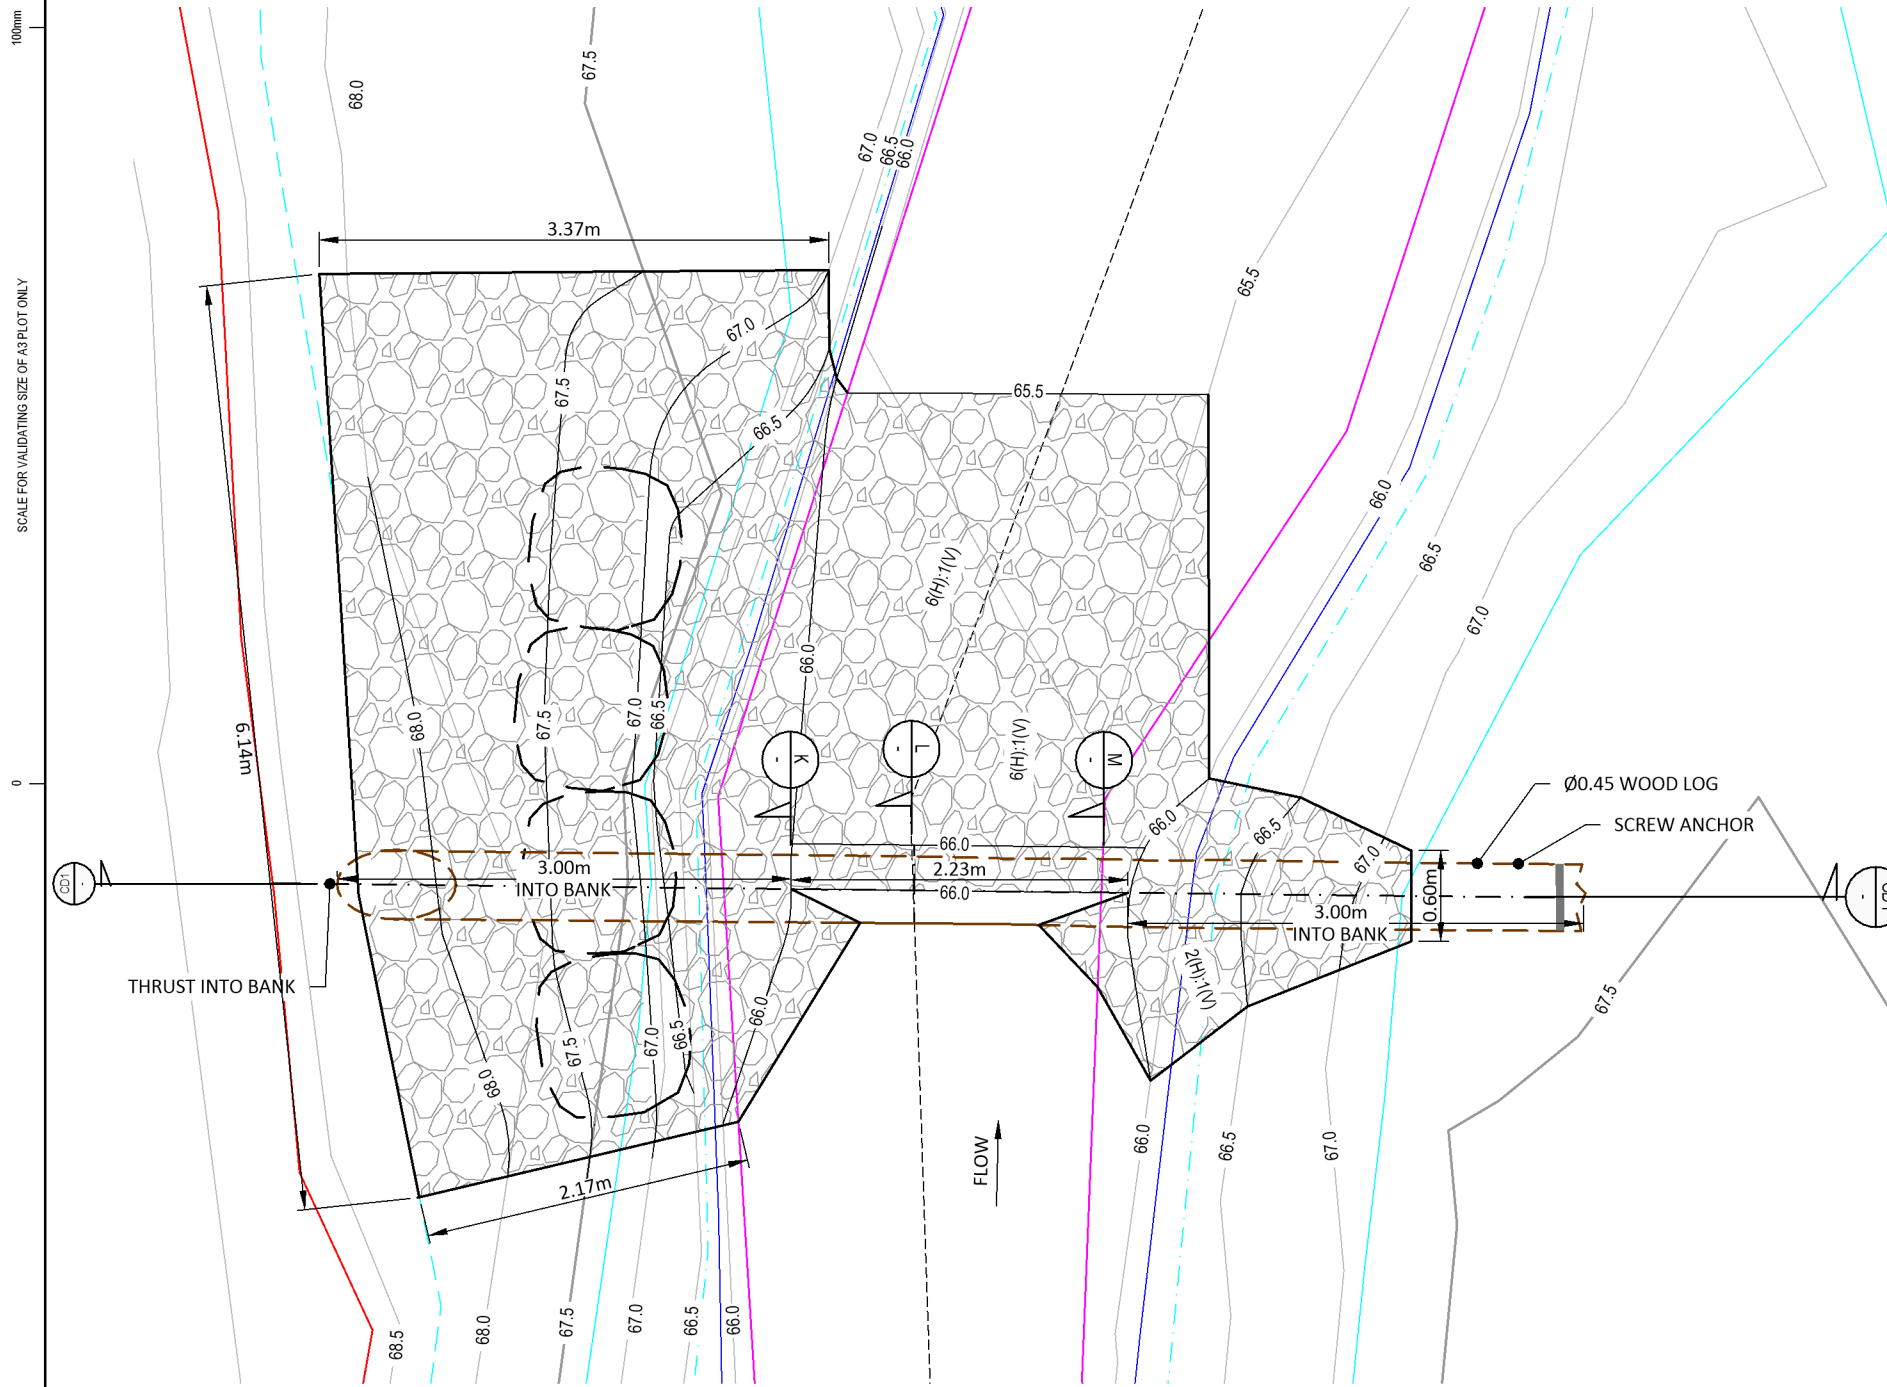 100mm
SCALE FOR VALIDATING SIZE OF A3 PLOT ONLY
0
68.0
67.5
67.0
66.5
66.0
65.5
3.37m
67.0
67.5
66.5
65.5
66.0
66.5
67.0
6(H):1(V)
66.0
68.0
67.5
67.0
66.5
6.14m
6(H):1(V)
K
-
L
-
M
-
Ø0.45 WOOD LOG
SCREW ANCHOR
66.0
66.5
67.0
66.0
3.00m
INTO BANK
2.23m
66.0
CD1
-
0.60m
3.00m
INTO BANK
CD1
-
THRUST INTO BANK
2(H):1(V)
66.0
67.5
67.0
66.5
68.0
67.5
FLOW
66.0
66.5
67.0
2.17m
68.5
68.0
67.5
67.0
66.5
66.0